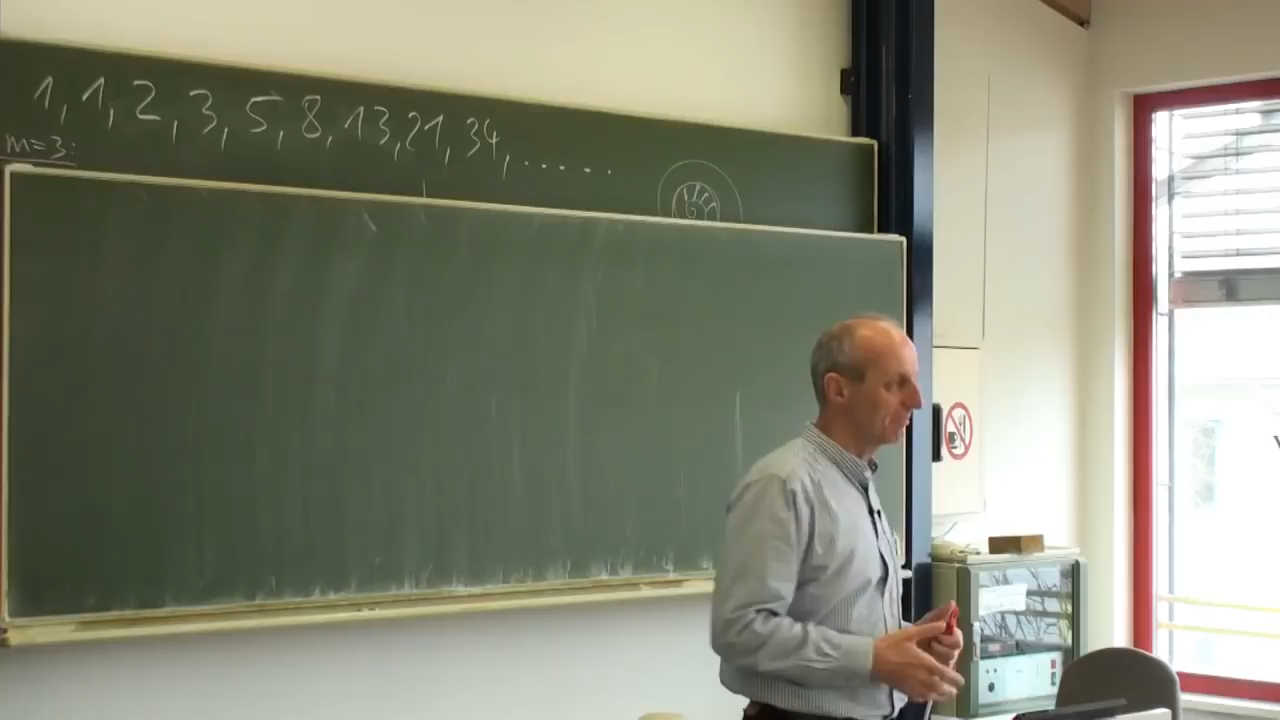 1, 1, 2, 3, 5, 8, 13, 21, 34, .....
m=3: